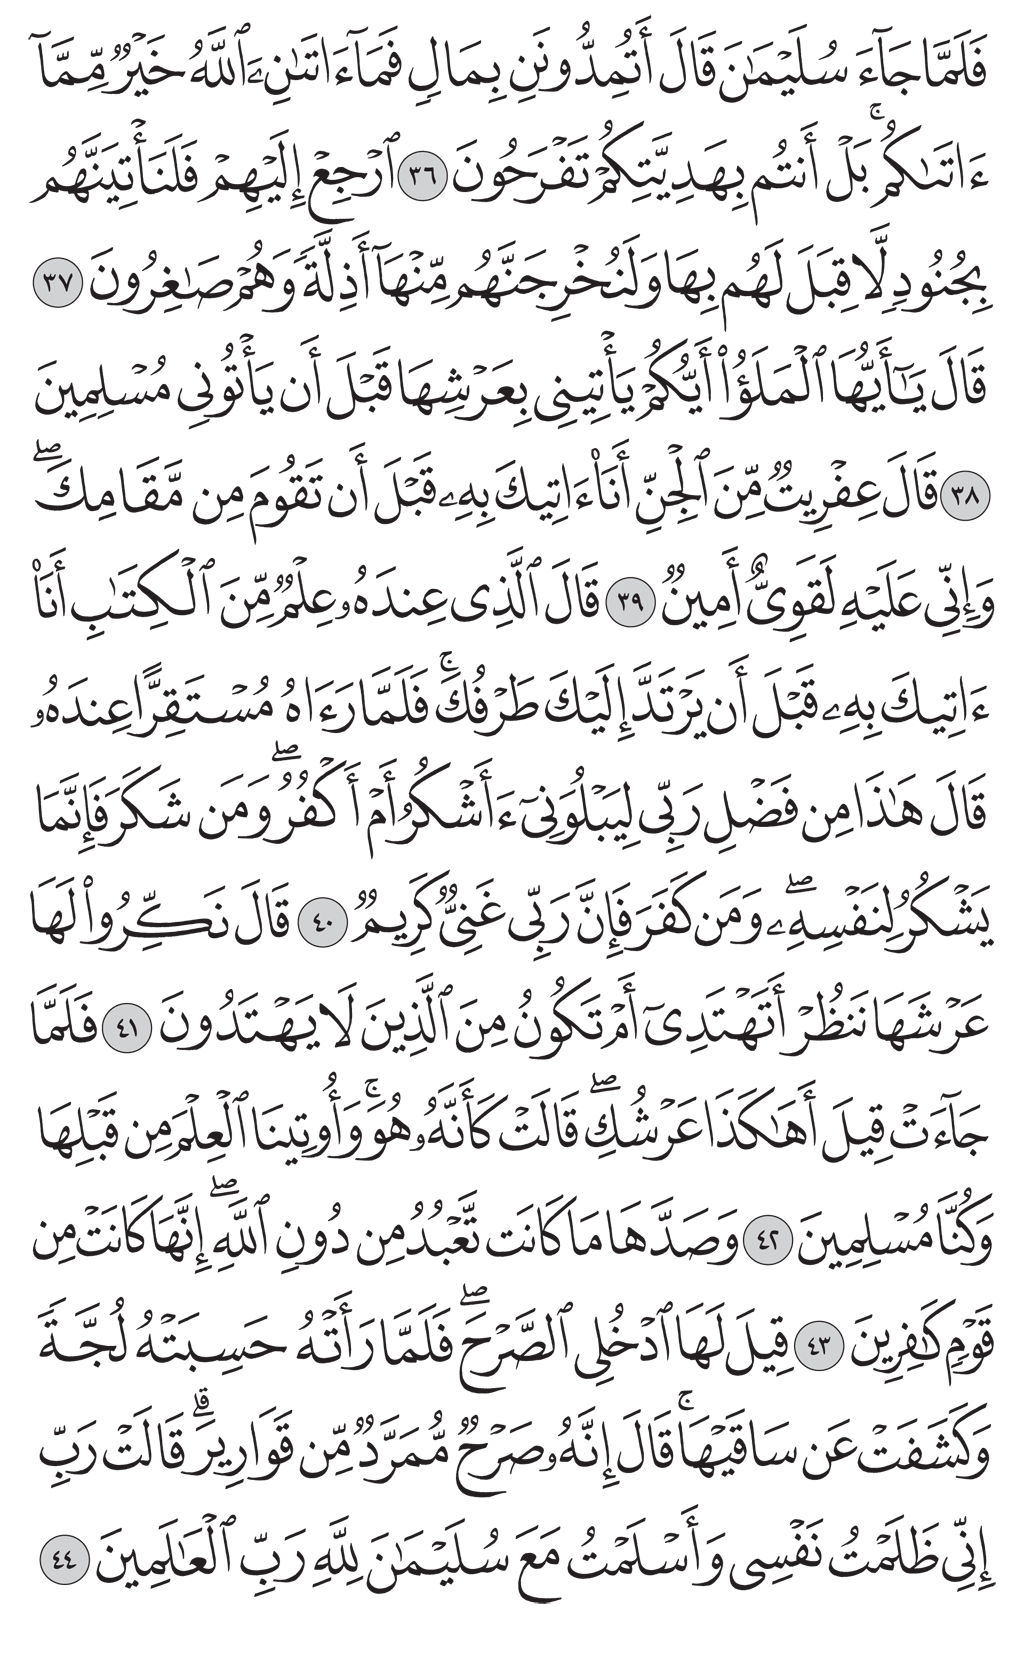 فَلَمَّا جَآءَ سُلَيْمَٰنَ قَالَ أَتُمِدُّونَنِ بِمَالٍ فَمَآ ءَاتَىٰنِۦَ ٱللَّهُ خَيْرٌ مِّمَّآ
ءَاتَىٰكُمۚ بَلْ أَنتُم بِهَدِيَّتِكُمْ تَفْرَحُونَ ٣٦ ٱرْجِعْ إِلَيْهِمْ فَلَنَأْتِيَنَّهُم
بِجُنُودٍ لَّا قِبَلَ لَهُم بِهَا وَلَنُخْرِجَنَّهُم مِّنْهَآ أَذِلَّةً وَهُمْ صَٰغِرُونَ ٣٧
قَالَ يَٰٓأَيُّهَا ٱلْمَلَؤُا۟ أَيُّكُمْ يَأْتِينِى بِعَرْشِهَا قَبْلَ أَن يَأْتُونِى مُسْلِمِينَ
٣٨ قَالَ عِفْرِيتٌ مِّنَ ٱلْجِنِّ أَنَا۠ ءَاتِيكَ بِهِۦ قَبْلَ أَن تَقُومَ مِن مَّقَامِكَۖ
وَإِنِّى عَلَيْهِ لَقَوِىٌّ أَمِينٌ ٣٩ قَالَ ٱلَّذِى عِندَهُۥ عِلْمٌ مِّنَ ٱلْكِتَٰبِ أَنَا۠
ءَاتِيكَ بِهِۦ قَبْلَ أَن يَرْتَدَّ إِلَيْكَ طَرْفُكَۚ فَلَمَّا رَءَاهُ مُسْتَقِرًّا عِندَهُۥ
قَالَ هَٰذَا مِن فَضْلِ رَبِّى لِيَبْلُوَنِىٓ ءَأَشْكُرُ أَمْ أَكْفُرُۖ وَمَن شَكَرَ فَإِنَّمَا
يَشْكُرُ لِنَفْسِهِۦۖ وَمَن كَفَرَ فَإِنَّ رَبِّى غَنِىٌّ كَرِيمٌ ٤٠ قَالَ نَكِّرُوا۟ لَهَا
عَرْشَهَا نَنظُرْ أَتَهْتَدِىٓ أَمْ تَكُونُ مِنَ ٱلَّذِينَ لَا يَهْتَدُونَ ٤١ فَلَمَّا
جَآءَتْ قِيلَ أَهَٰكَذَا عَرْشُكِۖ قَالَتْ كَأَنَّهُۥ هُوَۚ وَأُوتِينَا ٱلْعِلْمَ مِن قَبْلِهَا
وَكُنَّا مُسْلِمِينَ ٤٢ وَصَدَّهَا مَا كَانَت تَّعْبُدُ مِن دُونِ ٱللَّهِۖ إِنَّهَا كَانَتْ مِن
قَوْمٍ كَٰفِرِينَ ٤٣ قِيلَ لَهَا ٱدْخُلِى ٱلصَّرْحَۖ فَلَمَّا رَأَتْهُ حَسِبَتْهُ لُجَّةً
وَكَشَفَتْ عَن سَاقَيْهَاۚ قَالَ إِنَّهُۥ صَرْحٌ مُّمَرَّدٌ مِّن قَوَارِيرَۗ قَالَتْ رَبِّ
إِنِّى ظَلَمْتُ نَفْسِى وَأَسْلَمْتُ مَعَ سُلَيْمَٰنَ لِلَّهِ رَبِّ ٱلْعَٰلَمِينَ ٤٤